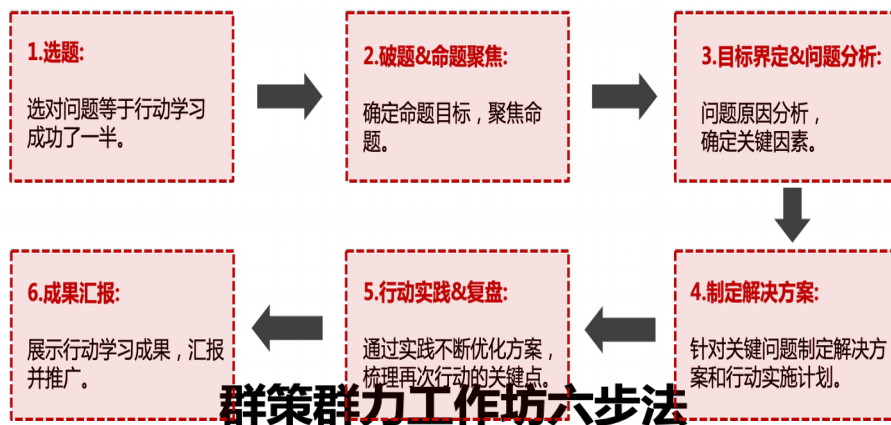 1.选题:
选对问题等于行动学习
成功了一半。
2.破题&命题聚焦:
确定命题目标，聚焦命
题。
3.目标界定&问题分析:
问题原因分析，
确定关键因素。
6.成果汇报:
展示行动学习成果，汇报
并推广。
5.行动实践&复盘:
通过实践不断优化方案，
梳理再次行动的关键点。
4.制定解决方案:
针对关键问题制定解决方
案和行动实施计划。
群策群力工作坊六步法